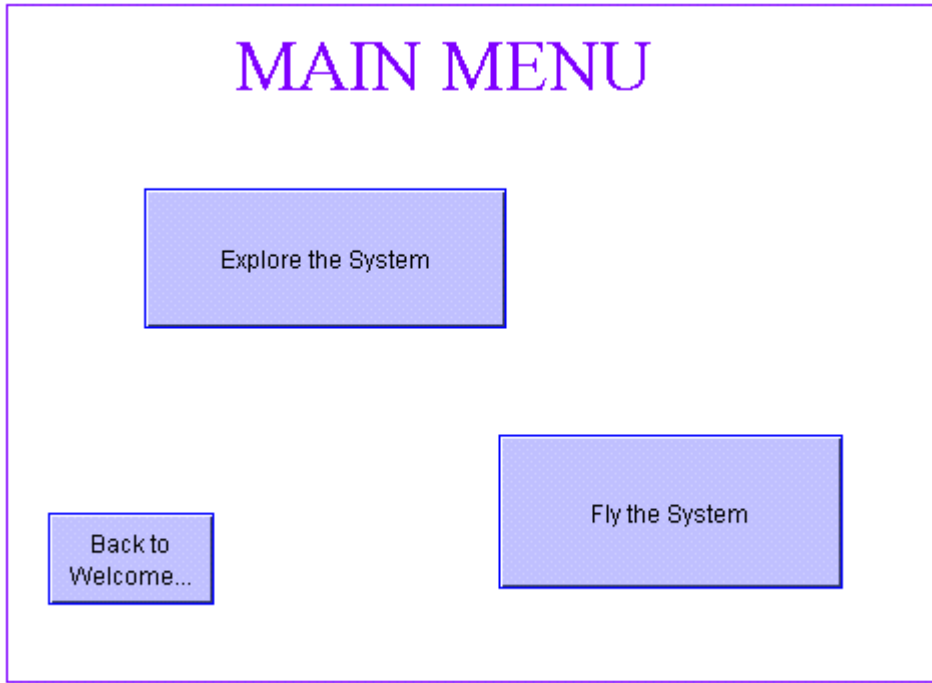 MAIN MENU
Explore the System
Fly the System
Back to
Welcome...